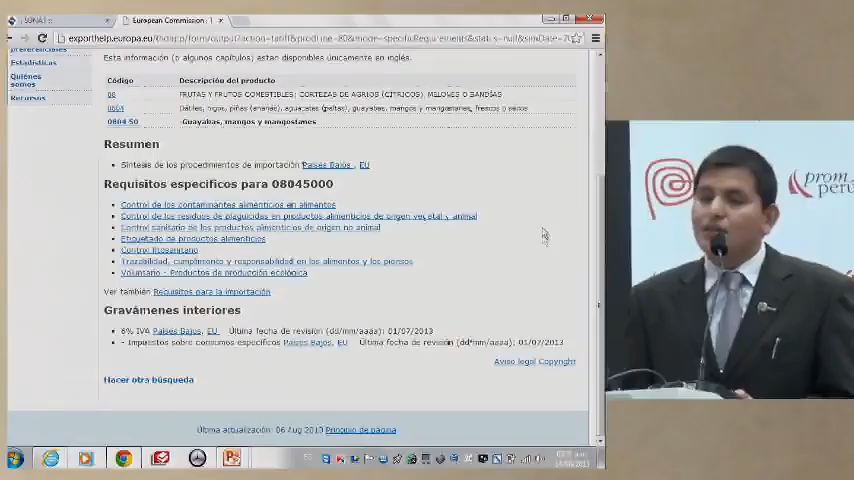 SUNAT
European Commission
exporthelp.europa.eu
preferenciales
Estadísticas
Quiénes
somos
Recursos
Esta información (o algunos capítulos) están disponibles únicamente en inglés.
Código Descripción del producto
08 FRUTAS Y FRUTOS COMESTIBLES; CORTEZAS DE AGRIOS (CÍTRICOS), MELONES O SANDÍAS
0804 Dátiles, higos, piñas (ananás), aguacates (paltas), guayabas, mangos y mangostanes, frescos o secos
0804 50 Guayabas, mangos y mangostanes
Resumen
Síntesis de los procedimientos de importación Países Bajos , EU
Requisitos específicos para 08045000
Control de los contaminantes alimenticios en alimentos
Control de los residuos de plaguicidas en productos alimenticios de origen vegetal y animal
Control sanitario de los productos alimenticios de origen no animal
Etiquetado de productos alimenticios
Control fitosanitario
Trazabilidad, cumplimiento y responsabilidad en los alimentos y los piensos
Voluntario - Productos de producción ecológica
Ver también Requisitos para la importación
Gravámenes interiores
6% IVA Países Bajos, EU Última fecha de revisión (dd/mm/aaaa): 01/07/2013
- Impuestos sobre consumos específicos Países Bajos, EU Última fecha de revisión (dd/mm/aaaa): 01/07/2013
Aviso legal Copyright
Hacer otra búsqueda
Última actualización: 06 Aug 2013 Principio de página
ES
prom
perú